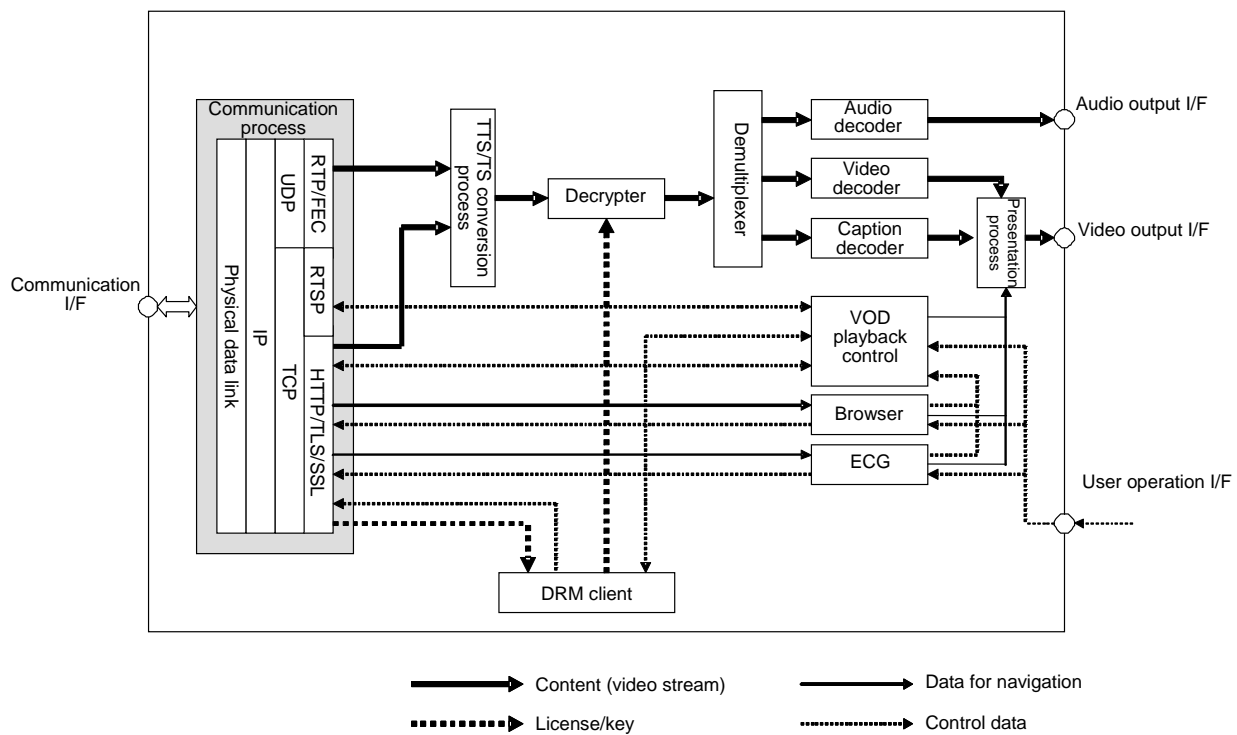 Communication
process
Physical data link
IP
UDP
TCP
RTP/FEC
RTSP
HTTP/TLS/SSL
Communication
I/F
TTS/TS conversion
process
Decrypter
Demultiplexer
Audio
decoder
Video
decoder
Caption
decoder
Presentation
process
Audio output I/F
Video output I/F
VOD
playback
control
Browser
ECG
User operation I/F
DRM client
Content (video stream)
Data for navigation
License/key
Control data